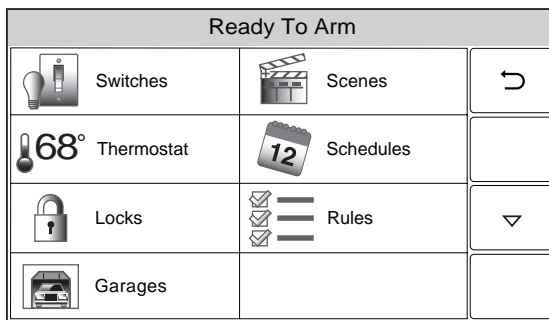 Ready To Arm
Switches
Scenes
68° Thermostat
12
Schedules
Locks
Rules
Garages